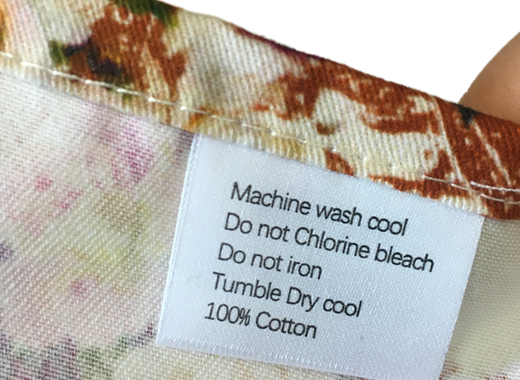 Machine wash cool
Do not Chlorine bleach
Do not iron
Tumble Dry cool
100% Cotton